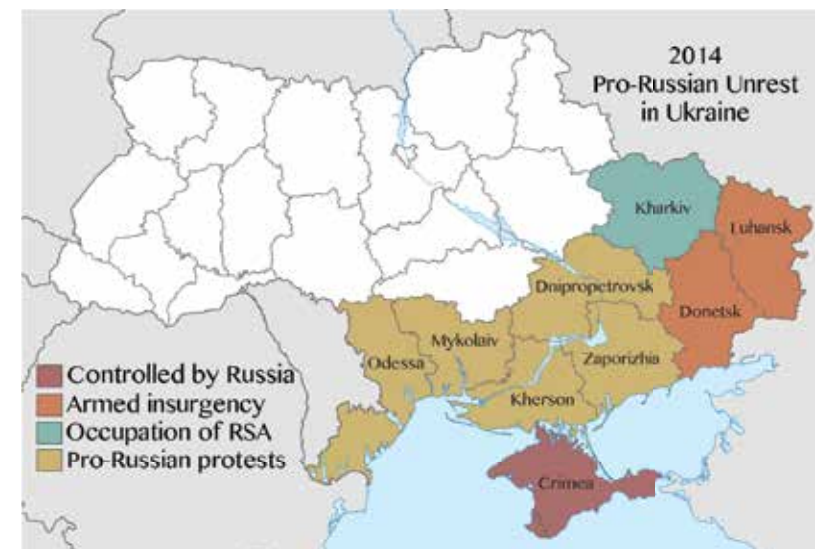 2014
Pro-Russian Unrest
in Ukraine
Kharkiv
Luhansk
Dnipropetrovsk
Donetsk
Mykolaiv
Odessa
Zaporizhia
Kherson
Crimea
Controlled by Russia
Armed insurgency
Occupation of RSA
Pro-Russian protests